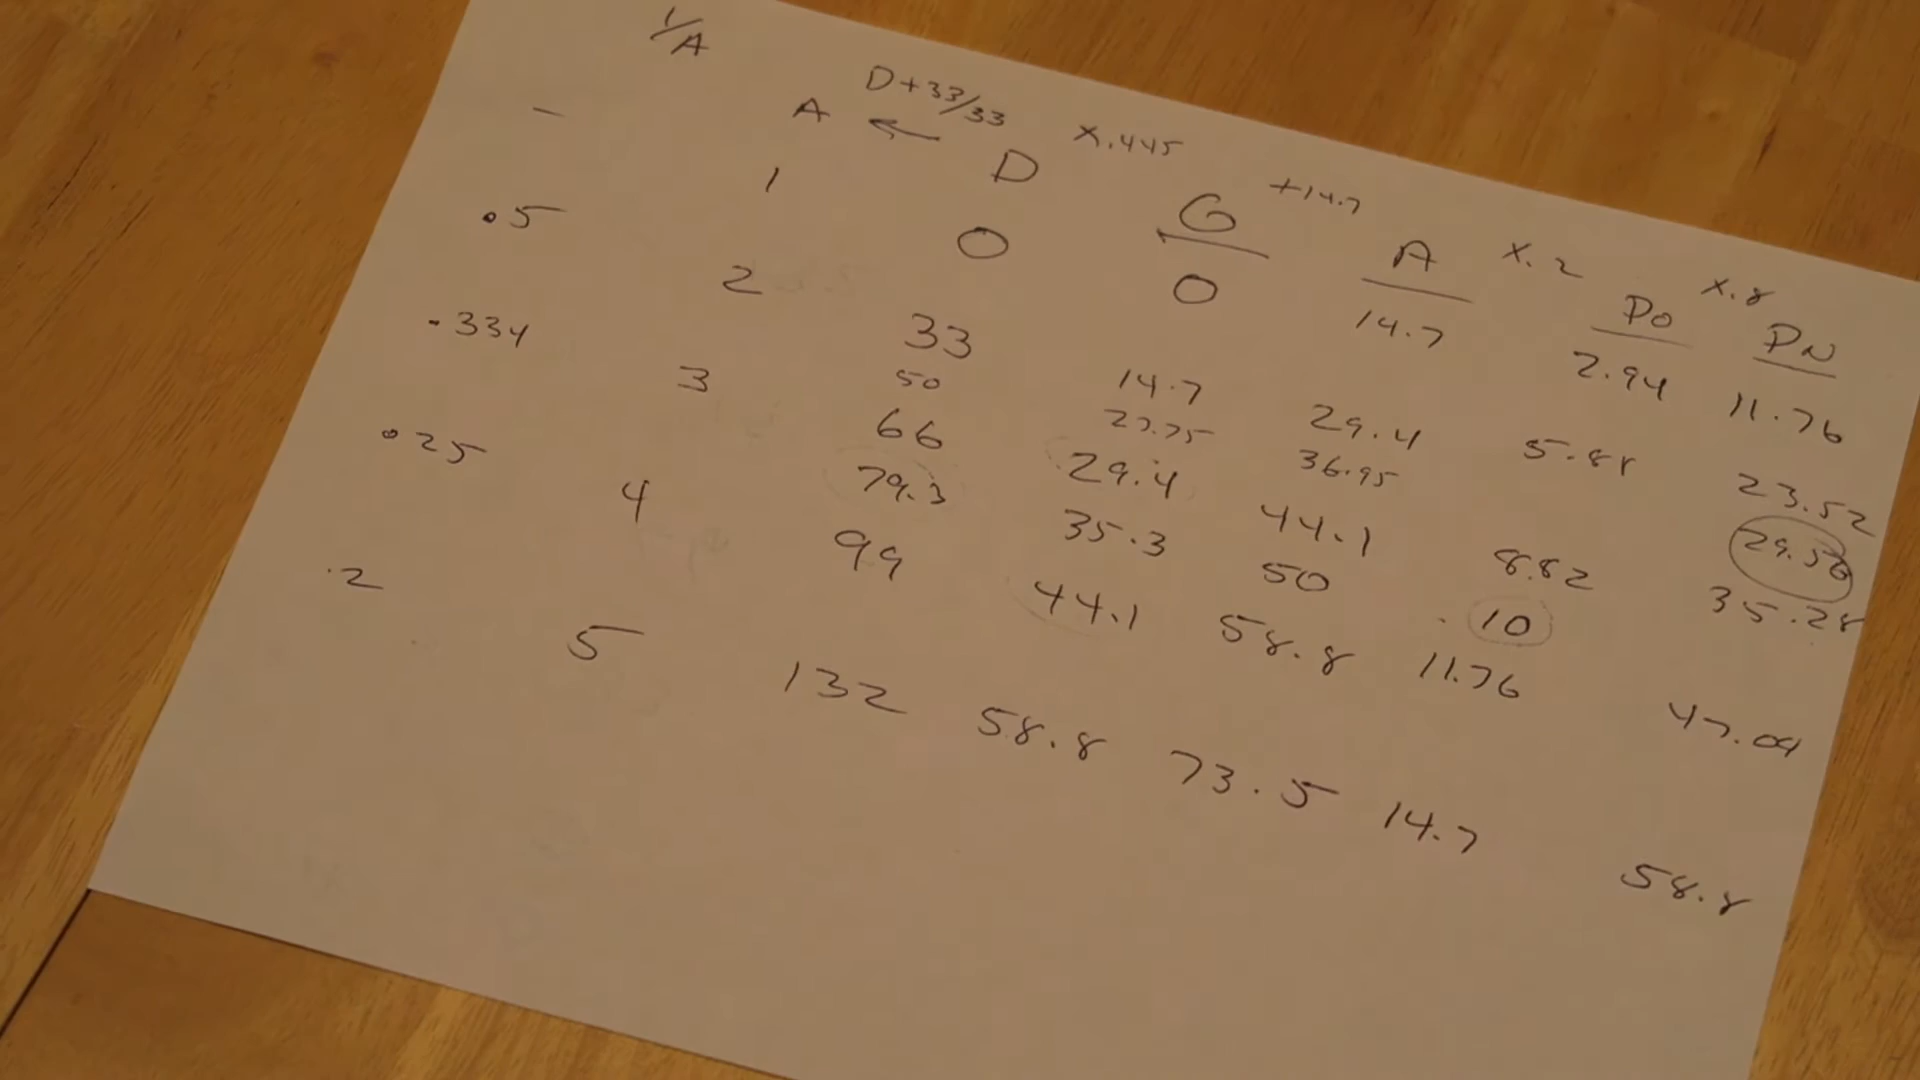 1/A
D+33/33
A ← D x.445 G +14.7 A x.2 PO x.8 PN
– 1 0 0 14.7 2.94 11.76
.5 2 33 14.7 29.4 5.88 23.52
50 22.25 36.95 29.56
.334 3 66 29.4 44.1 8.82 35.28
79.3 35.3 50 10
.25 4 99 44.1 58.8 11.76 47.04
.2 5 132 58.8 73.5 14.7 58.8